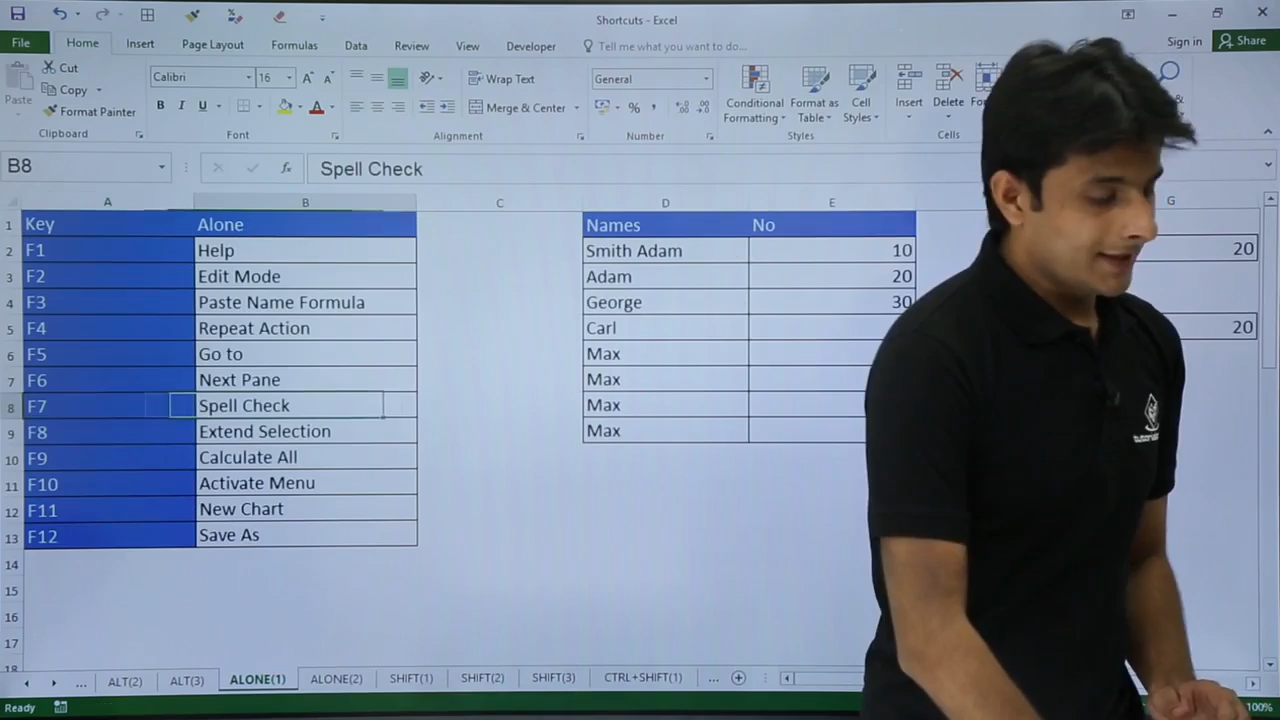 Shortcuts - Excel
File Home Insert Page Layout Formulas Data Review View Developer Tell me what you want to do... Sign in Share
Paste Cut Copy Format Painter
Calibri 16
B I U
Wrap Text
Merge & Center
General
%
Conditional Formatting
Format as Table
Cell Styles
Insert
Delete
Clipboard Font Alignment Number Styles Cells
B8 fx Spell Check
A B C D E G
1 Key Alone Names No
2 F1 Help Smith Adam 10 20
3 F2 Edit Mode Adam 20
4 F3 Paste Name Formula George 30
5 F4 Repeat Action Carl 20
6 F5 Go to Max
7 F6 Next Pane Max
8 F7 Spell Check Max
9 F8 Extend Selection Max
10 F9 Calculate All
11 F10 Activate Menu
12 F11 New Chart
13 F12 Save As
14
15
16
17
18
... ALT(2) ALT(3) ALONE(1) ALONE(2) SHIFT(1) SHIFT(2) SHIFT(3) CTRL+SHIFT(1) ...
Ready 100%